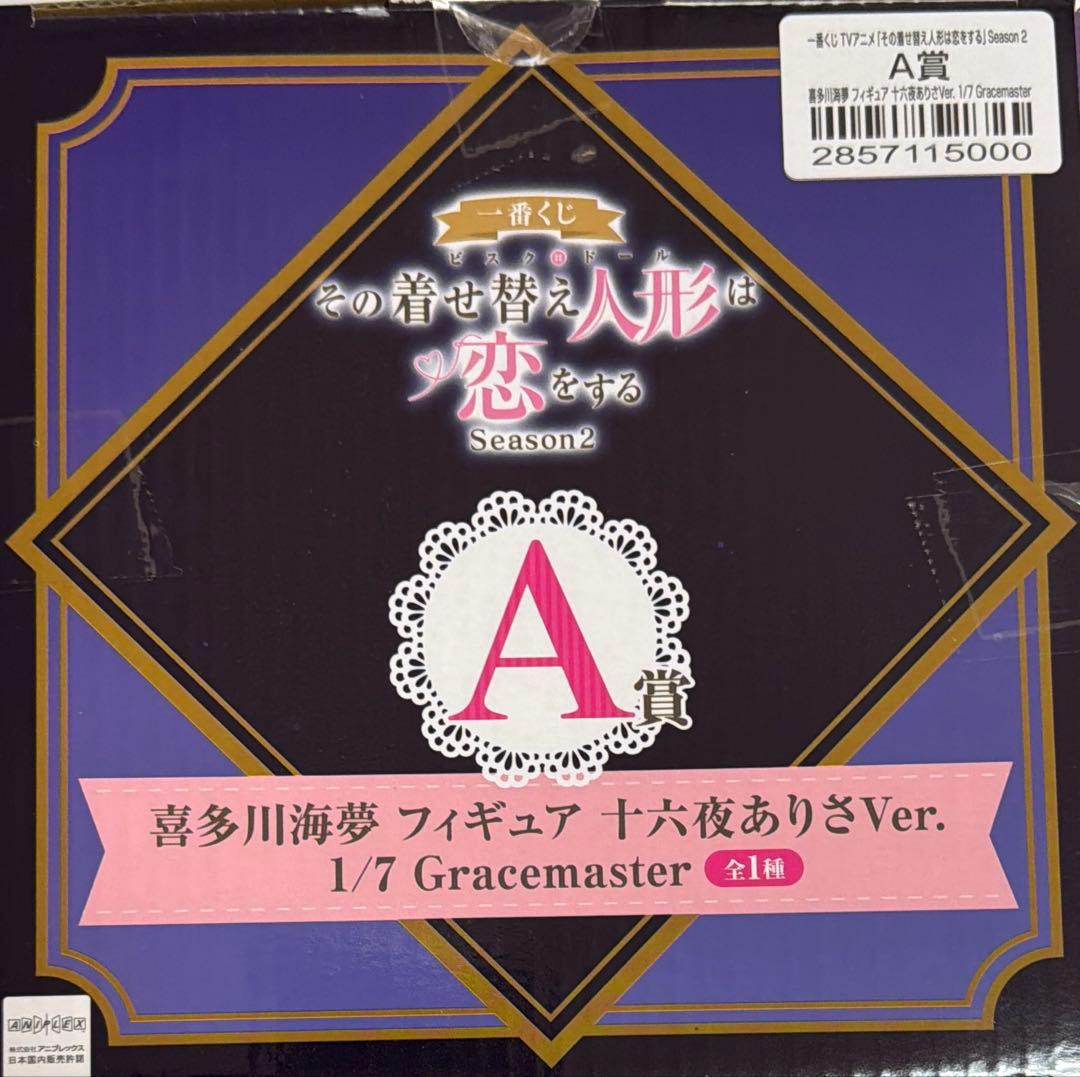 一番くじ TVアニメ「その着せ替え人形は恋をする」Season 2
A賞
喜多川海夢 フィギュア 十六夜ありさVer. 1/7 Gracemaster
2857115000
一番くじ
ビスク・ドール
その着せ替え人形は
恋をする
Season2
A賞
喜多川海夢 フィギュア 十六夜ありさVer.
1/7 Gracemaster 全1種
ANIPLEX
株式会社アニプレックス
日本国内販売許諾